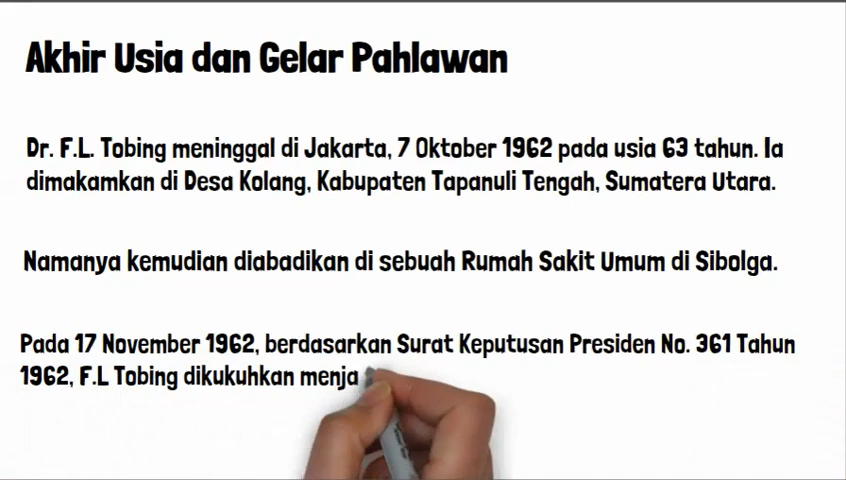 Akhir Usia dan Gelar Pahlawan
Dr. F.L. Tobing meninggal di Jakarta, 7 Oktober 1962 pada usia 63 tahun. Ia
dimakamkan di Desa Kolang, Kabupaten Tapanuli Tengah, Sumatera Utara.
Namanya kemudian diabadikan di sebuah Rumah Sakit Umum di Sibolga.
Pada 17 November 1962, berdasarkan Surat Keputusan Presiden No. 361 Tahun
1962, F.L Tobing dikukuhkan menja